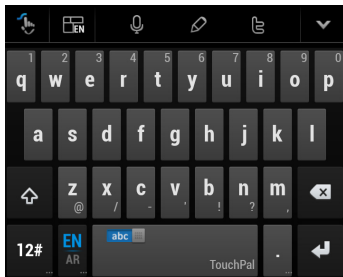 EN
1 2 3 4 5 6 7 8 9 0
q w e r t y u i o p
a s d f g h j k l
z x c v b n m
@ / - ' ! ? ,
12# EN abc .
AR TouchPal